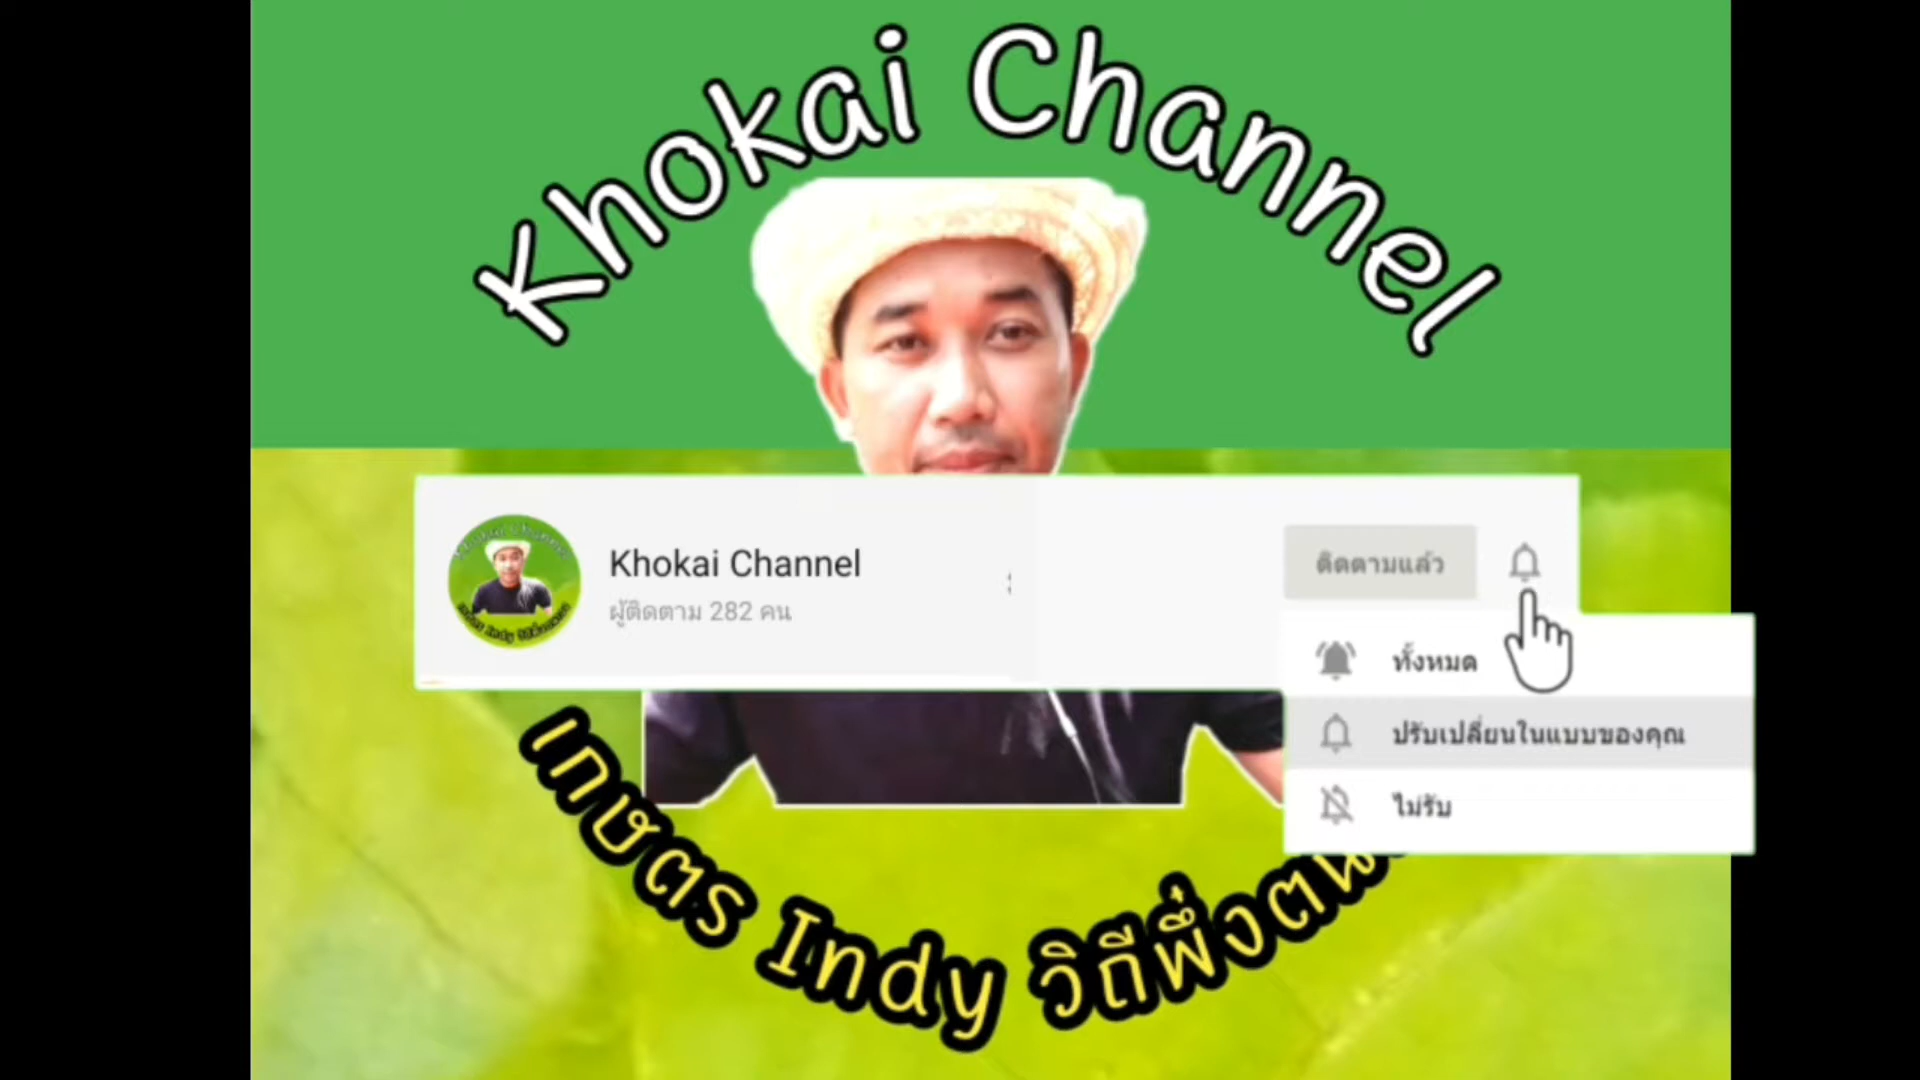 Khokai Channel
Khokai Channel
ผู้ติดตาม 282 คน
ติดตามแล้ว
ทั้งหมด
ปรับเปลี่ยนในแบบของคุณ
ไม่รับ
เกษตร Indy วิถีพึ่งตน